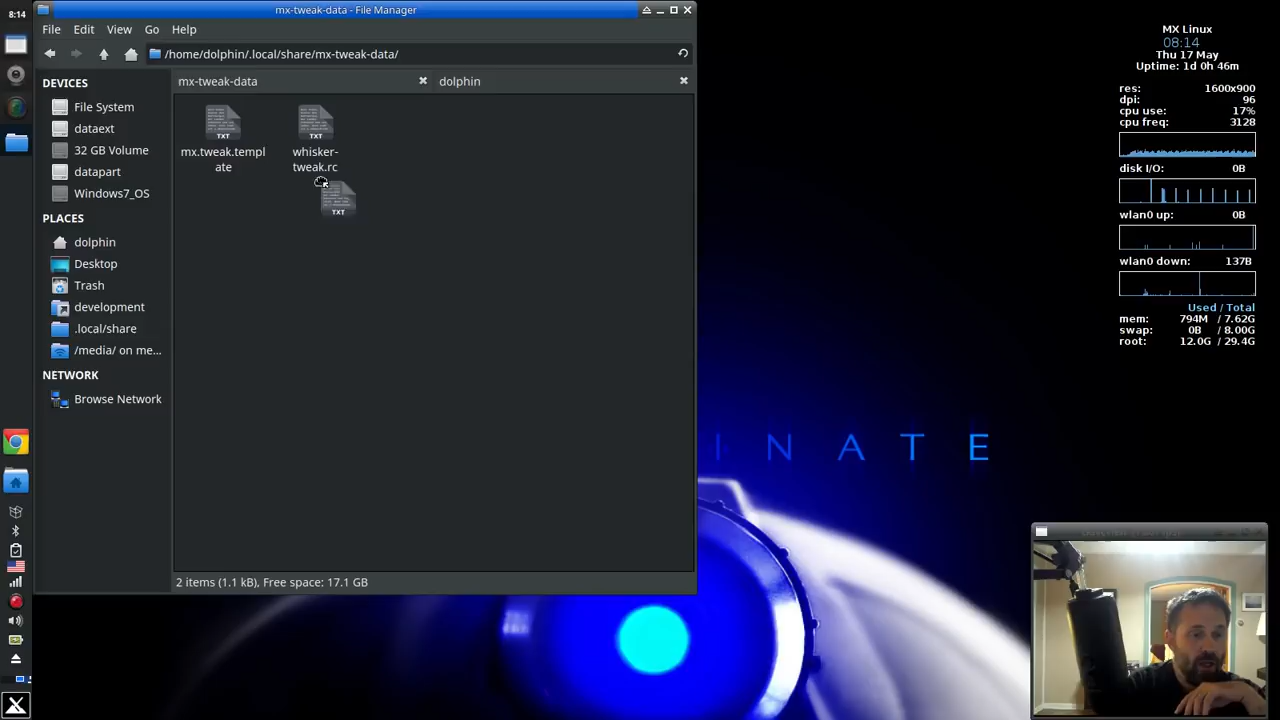 8:14
mx-tweak-data - File Manager
File Edit View Go Help
/home/dolphin/.local/share/mx-tweak-data/
DEVICES
File System
dataext
32 GB Volume
datapart
Windows7_OS
PLACES
dolphin
Desktop
Trash
development
.local/share
/media/ on me...
NETWORK
Browse Network
mx-tweak-data
dolphin
TXT
mx.tweak.templ
ate
TXT
whisker-
tweak.rc
TXT
2 items (1.1 kB), Free space: 17.1 GB
MX Linux
08:14
Thu 17 May
Uptime: 1d 0h 46m
res: 1600x900
dpi: 96
cpu use: 17%
cpu freq: 3128
disk I/O: 0B
wlan0 up: 0B
wlan0 down: 137B
Used / Total
mem: 794M / 7.62G
swap: 0B / 8.00G
root: 12.0G / 29.4G
I N A T E